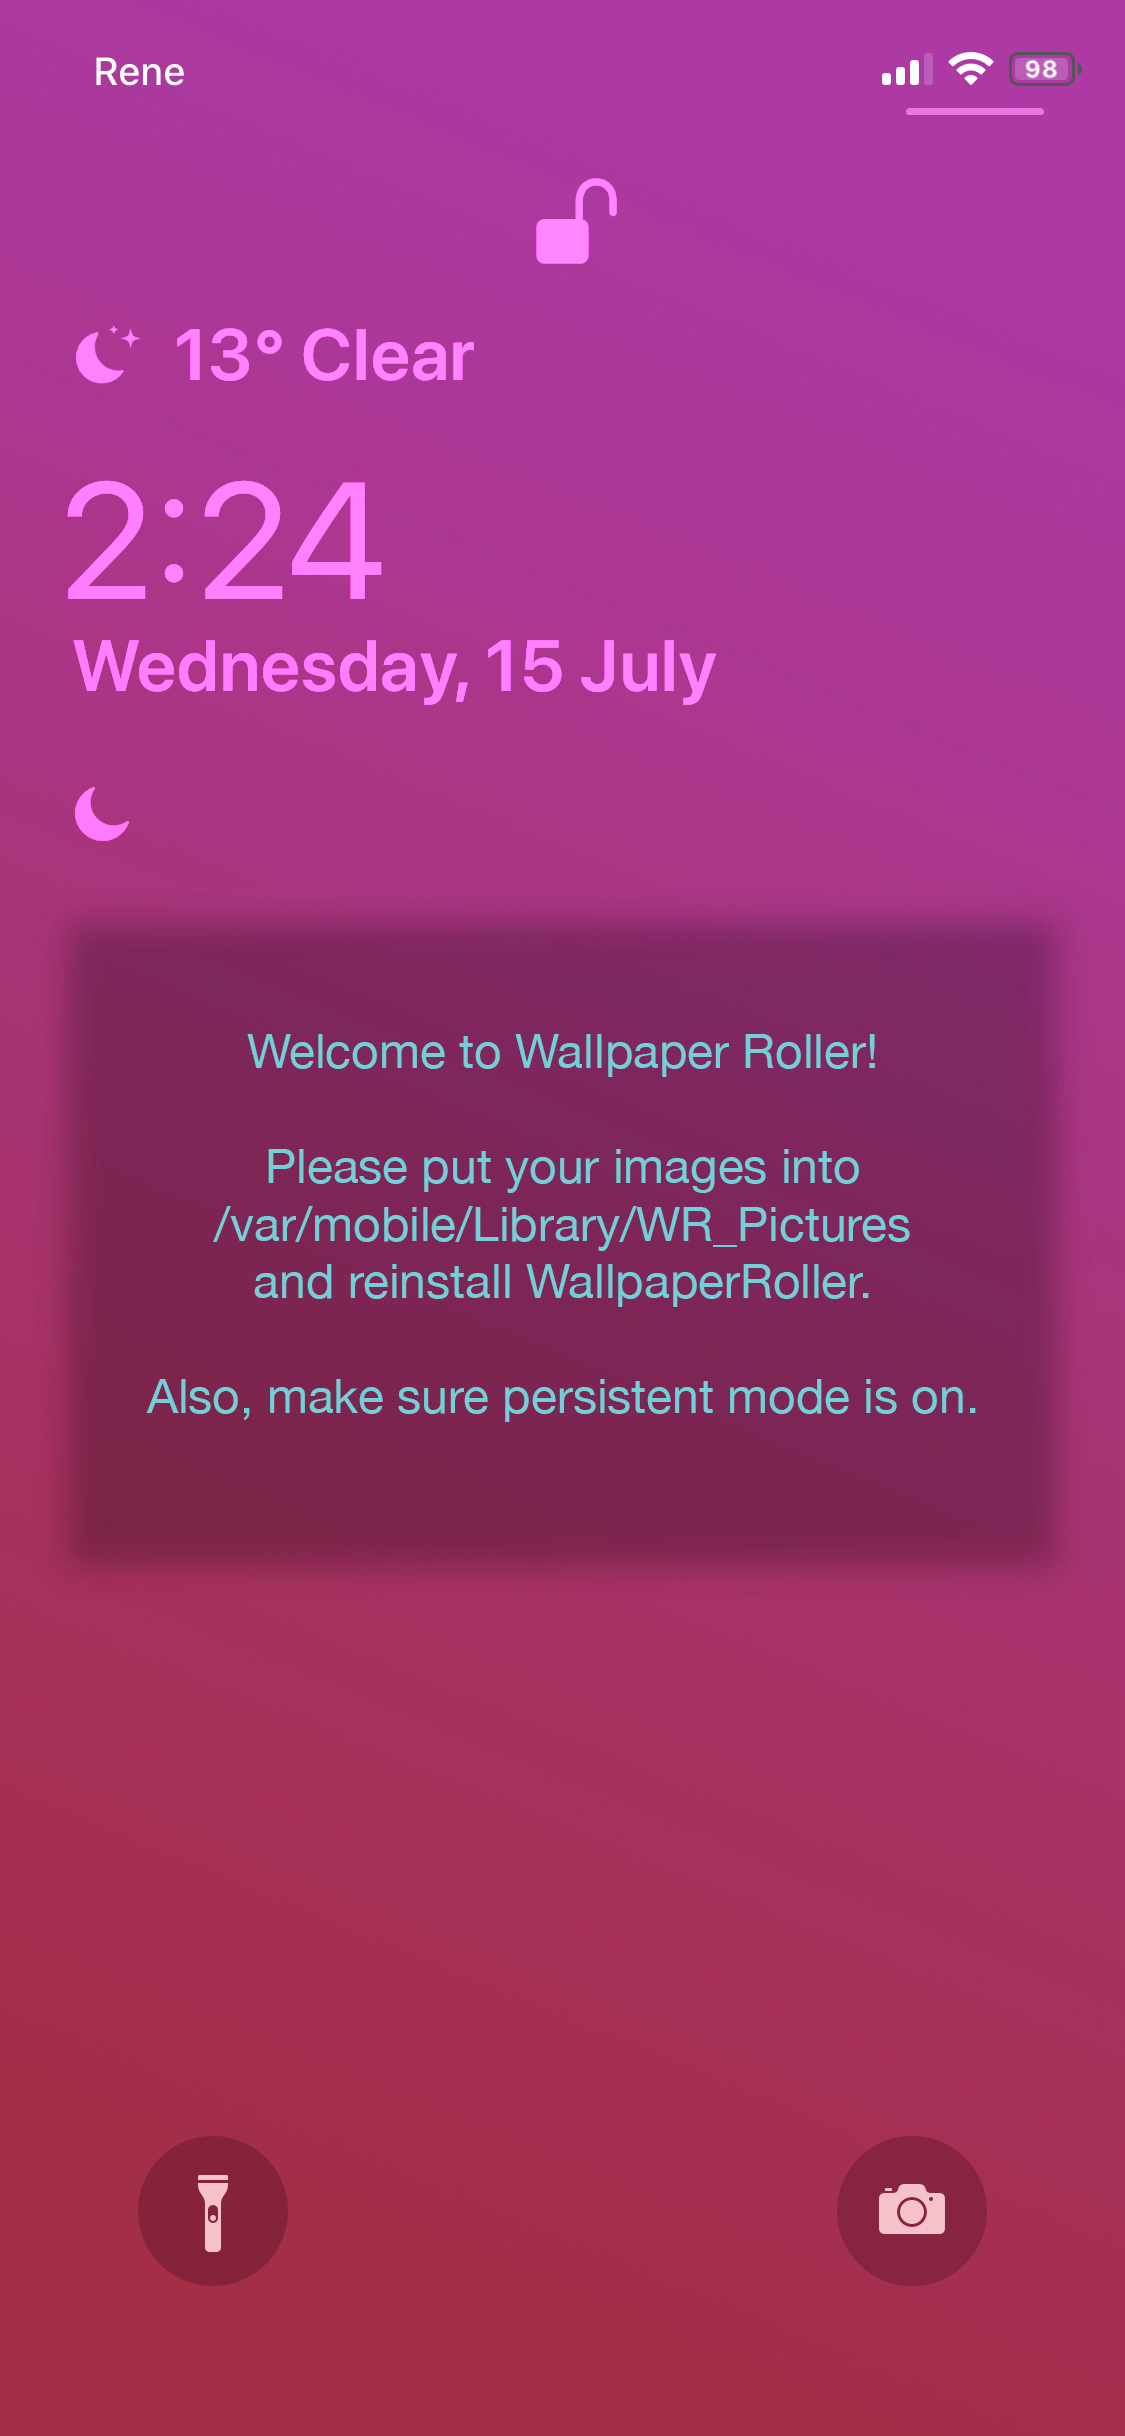 Rene
98
13° Clear
2:24
Wednesday, 15 July
Welcome to Wallpaper Roller!
Please put your images into
/var/mobile/Library/WR_Pictures
and reinstall WallpaperRoller.
Also, make sure persistent mode is on.